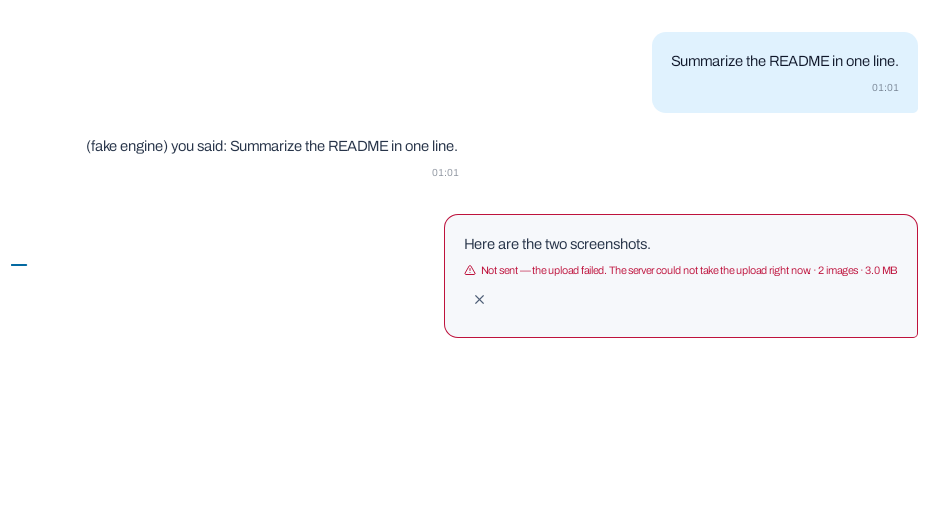 Summarize the README in one line.
01:01
(fake engine) you said: Summarize the README in one line.
01:01
Here are the two screenshots.
Not sent — the upload failed. The server could not take the upload right now. · 2 images · 3.0 MB